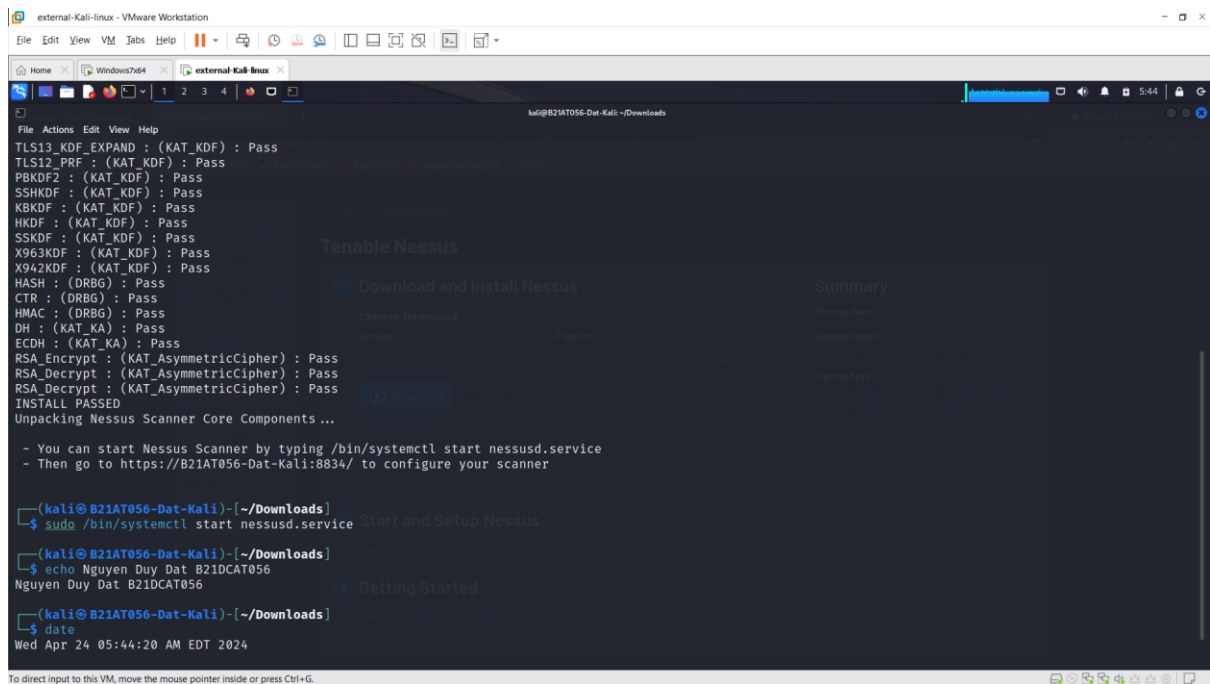 external-Kali-linux - VMware Workstation
File Edit View VM Tabs Help
Home Windows7x64 external-Kali-linux
1 2 3 4 5:44
kali@B21AT056-Dat-Kali: ~/Downloads
File Actions Edit View Help
TLS13_KDF_EXPAND : (KAT_KDF) : Pass
TLS12_PRF : (KAT_KDF) : Pass
PBKDF2 : (KAT_KDF) : Pass
SSHKDF : (KAT_KDF) : Pass
KBKDF : (KAT_KDF) : Pass
HKDF : (KAT_KDF) : Pass
SSKDF : (KAT_KDF) : Pass
X963KDF : (KAT_KDF) : Pass
X942KDF : (KAT_KDF) : Pass
HASH : (DRBG) : Pass
CTR : (DRBG) : Pass
HMAC : (DRBG) : Pass
DH : (KAT_KA) : Pass
ECDH : (KAT_KA) : Pass
RSA_Encrypt : (KAT_AsymmetricCipher) : Pass
RSA_Decrypt : (KAT_AsymmetricCipher) : Pass
RSA_Decrypt : (KAT_AsymmetricCipher) : Pass
INSTALL PASSED
Unpacking Nessus Scanner Core Components...
- You can start Nessus Scanner by typing /bin/systemctl start nessusd.service
- Then go to https://B21AT056-Dat-Kali:8834/ to configure your scanner
(kali㉿B21AT056-Dat-Kali)-[~/Downloads]
$ sudo /bin/systemctl start nessusd.service
(kali㉿B21AT056-Dat-Kali)-[~/Downloads]
$ echo Nguyen Duy Dat B21DCAT056
Nguyen Duy Dat B21DCAT056
(kali㉿B21AT056-Dat-Kali)-[~/Downloads]
$ date
Wed Apr 24 05:44:20 AM EDT 2024
Tenable Nessus
Download and Install Nessus
Summary
Choose Download
Start and Setup Nessus
Getting Started
To direct input to this VM, move the mouse pointer inside or press Ctrl+G.